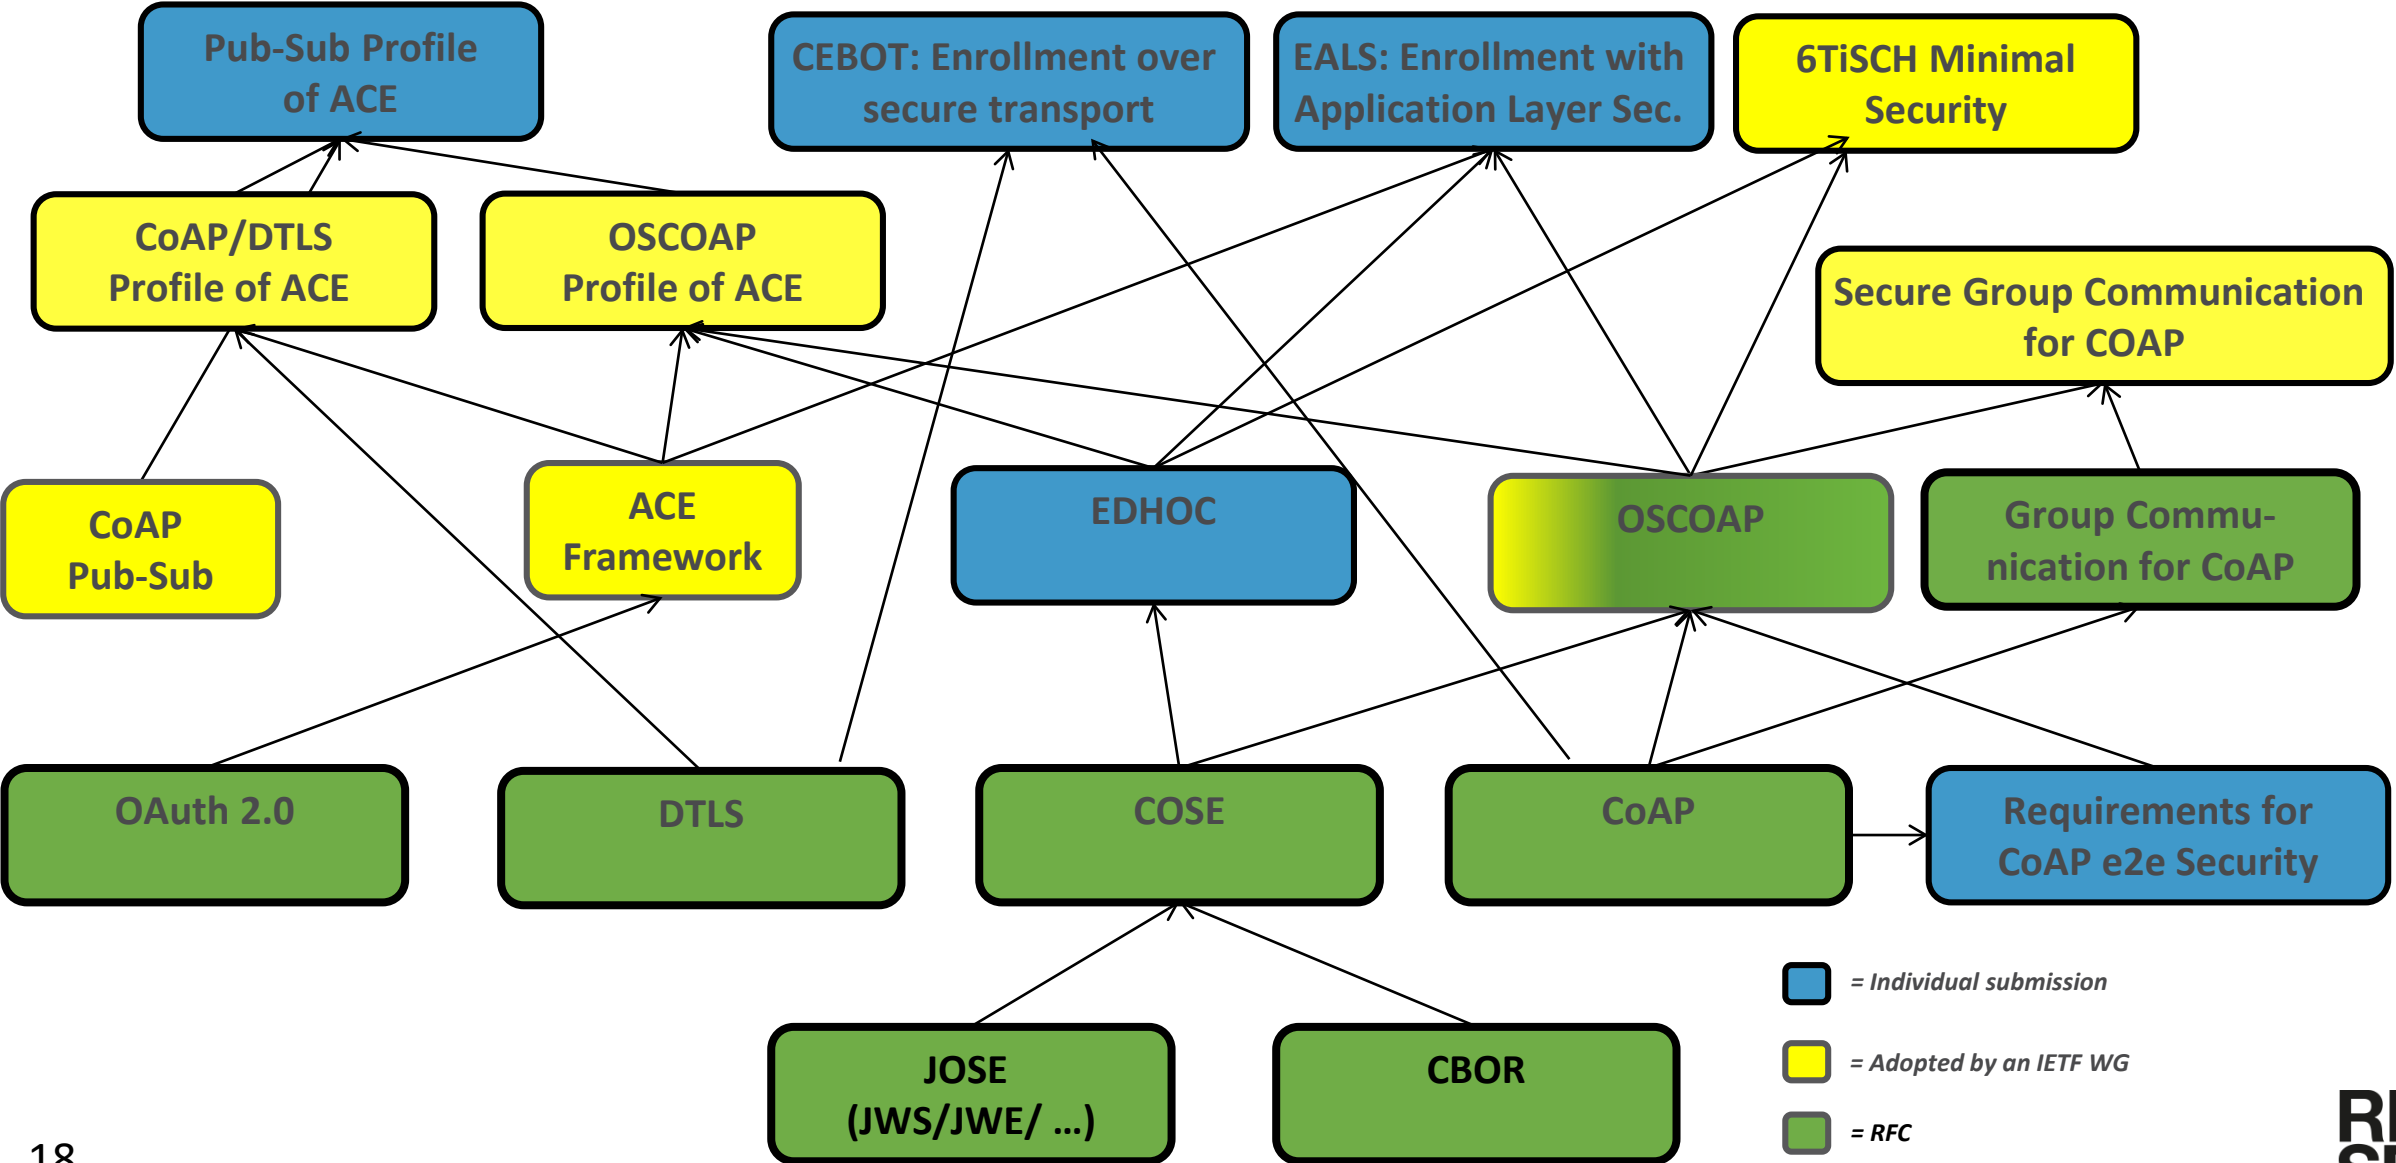 Pub-Sub Profile
of ACE
CEBOT: Enrollment over
secure transport
EALS: Enrollment with
Application Layer Sec.
6TiSCH Minimal
Security
CoAP/DTLS
Profile of ACE
OSCOAP
Profile of ACE
Secure Group Communication
for COAP
CoAP
Pub-Sub
ACE
Framework
EDHOC
OSCOAP
Group Commu-
nication for CoAP
OAuth 2.0
DTLS
COSE
CoAP
Requirements for
CoAP e2e Security
JOSE
(JWS/JWE/ ...)
CBOR
= Individual submission
= Adopted by an IETF WG
= RFC
18